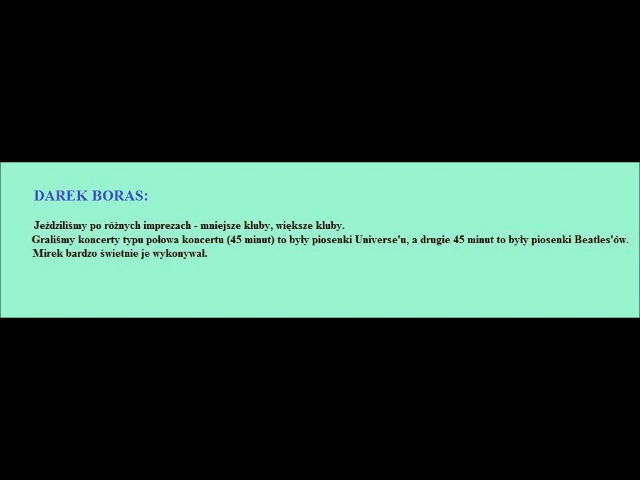 DAREK BORAS:
Jeździliśmy po różnych imprezach - mniejsze kluby, większe kluby.
Graliśmy koncerty typu połowa koncertu (45 minut) to były piosenki Universe'u, a drugie 45 minut to były piosenki Beatles'ów.
Mirek bardzo świetnie je wykonywał.